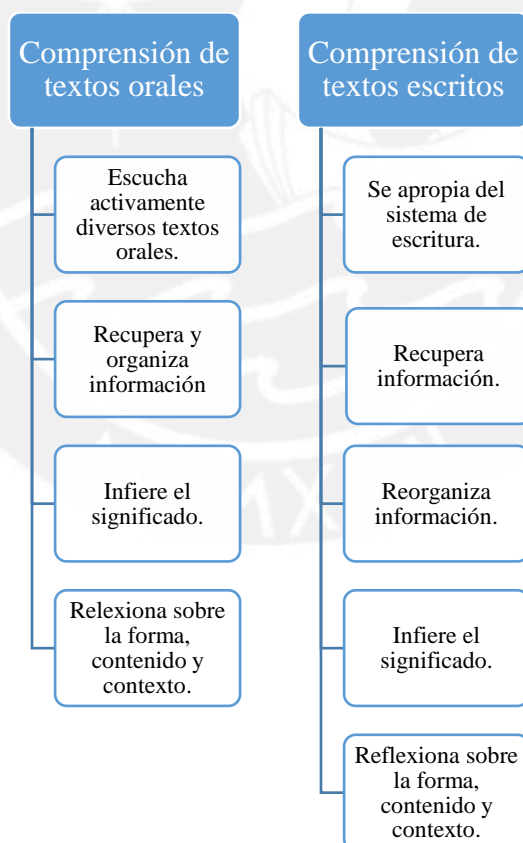 Comprensión de
textos orales
Escucha
activamente
diversos textos
orales.
Recupera y
organiza
información
Infiere el
significado.
Relexiona sobre
la forma,
contenido y
contexto.
Comprensión de
textos escritos
Se apropia del
sistema de
escritura.
Recupera
información.
Reorganiza
información.
Infiere el
significado.
Reflexiona sobre
la forma,
contenido y
contexto.